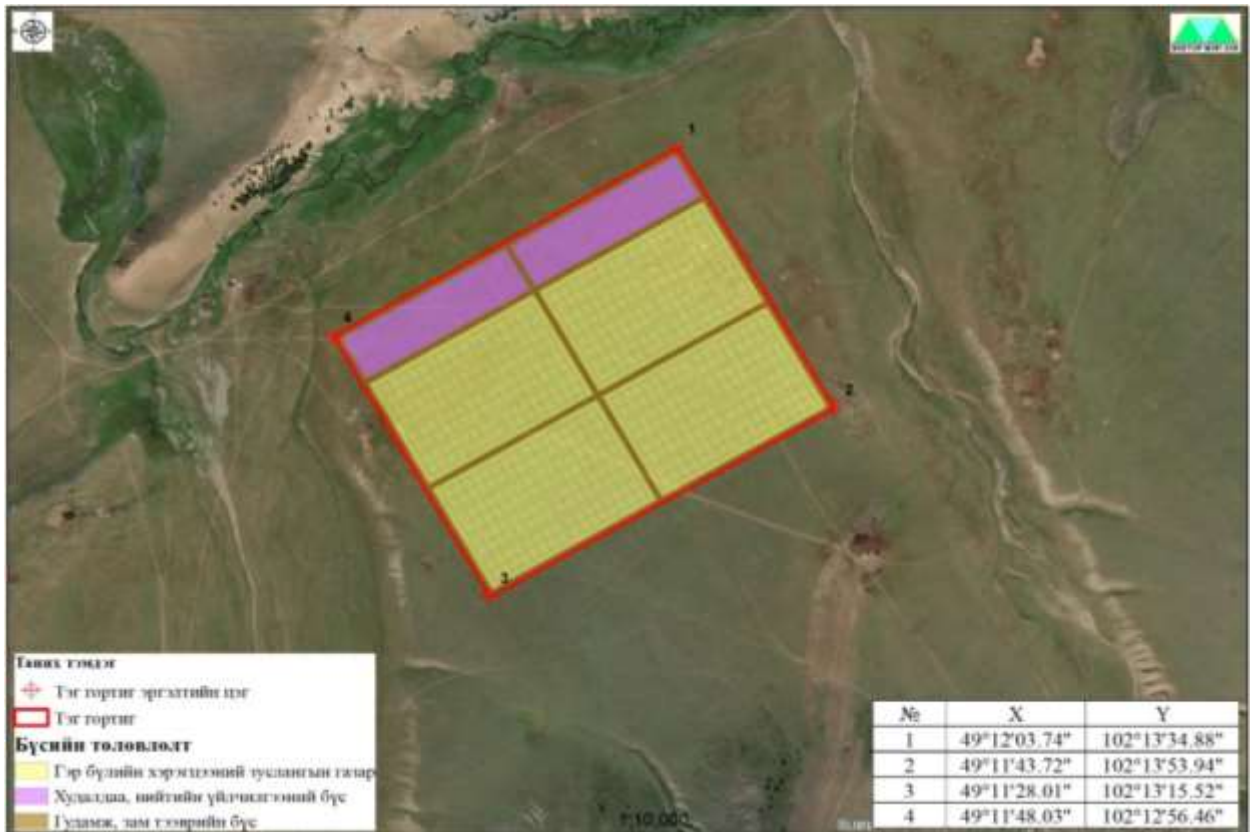 1
2
3
4
Таних тэмдэг
Тэг гортиг эргэлтийн цэг
Тэг гортиг
Бүсийн төлөвлөлт
Гэр бүлийн хэрэгцээний зуслангын газар
Худалдаа, нийтийн үйлчилгээний бүс
Гудамж, зам тээврийн бүс
1:10,000
№ X Y
1 49°12'03.74" 102°13'34.88"
2 49°11'43.72" 102°13'53.94"
3 49°11'28.01" 102°13'15.52"
4 49°11'48.03" 102°12'56.46"